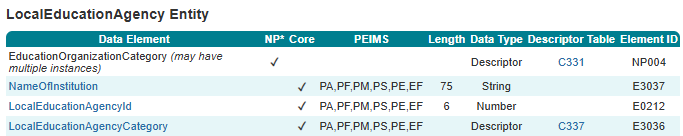 LocalEducationAgency Entity
Data Element NP* Core PEIMS Length Data Type Descriptor Table Element ID
EducationOrganizationCategory (may have multiple instances) ✓ Descriptor C331 NP004
NameOfInstitution ✓ PA,PF,PM,PS,PE,EF 75 String E3037
LocalEducationAgencyId ✓ PA,PF,PM,PS,PE,EF 6 Number E0212
LocalEducationAgencyCategory ✓ PA,PF,PM,PS,PE,EF Descriptor C337 E3036